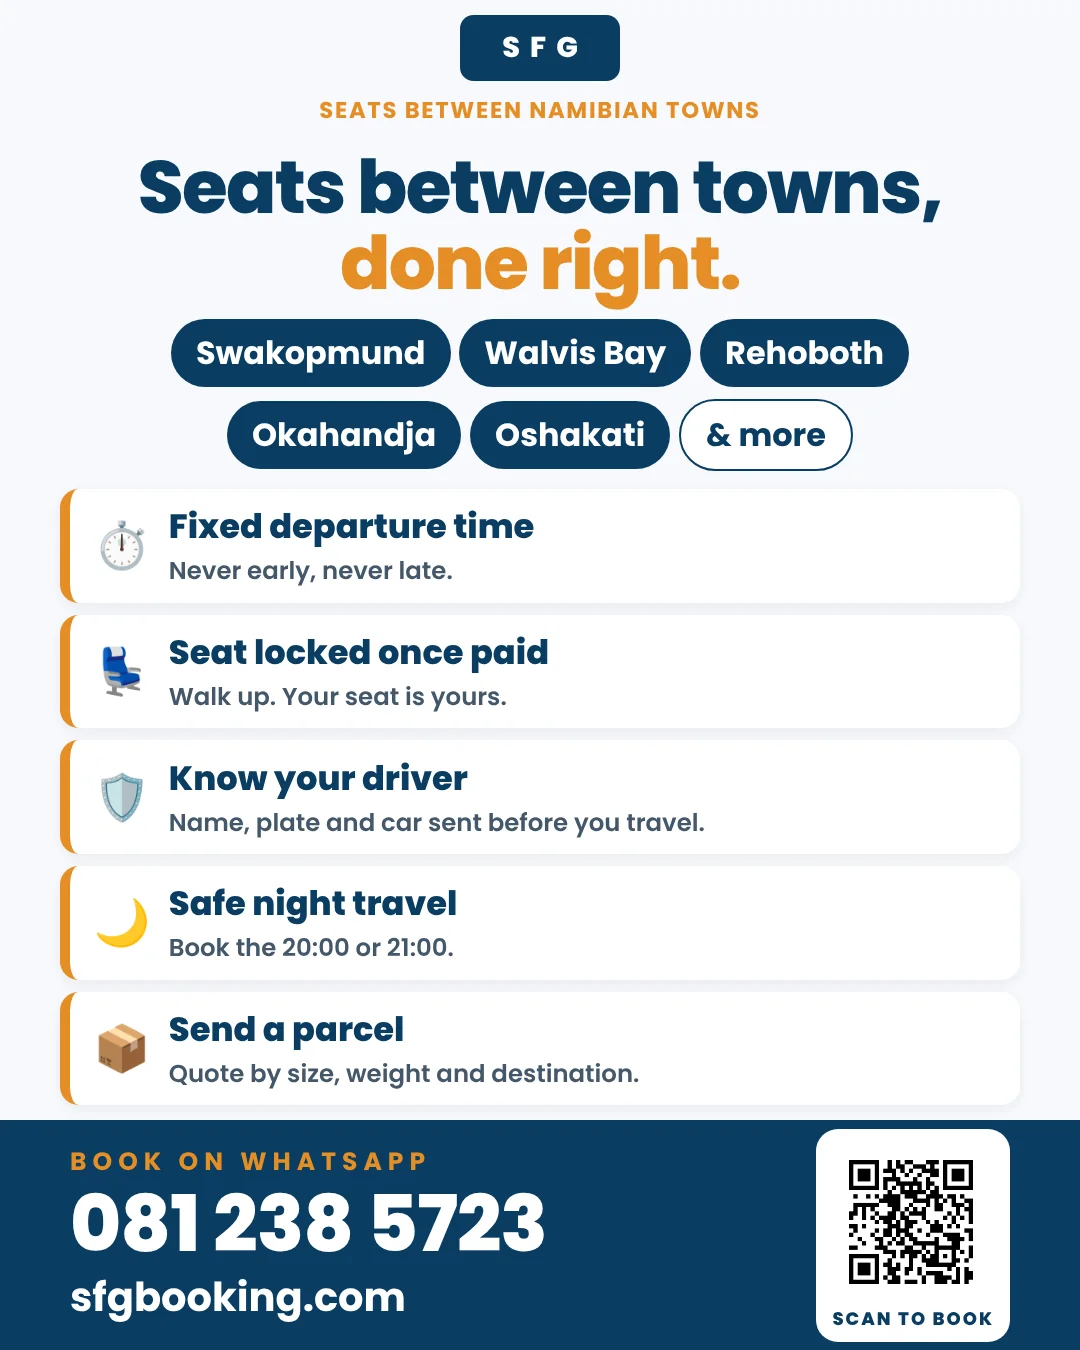 SFG
SEATS BETWEEN NAMIBIAN TOWNS
Seats between towns,
done right.
Swakopmund Walvis Bay Rehoboth
Okahandja Oshakati & more
Fixed departure time
Never early, never late.
Seat locked once paid
Walk up. Your seat is yours.
Know your driver
Name, plate and car sent before you travel.
Safe night travel
Book the 20:00 or 21:00.
Send a parcel
Quote by size, weight and destination.
BOOK ON WHATSAPP
081 238 5723
sfgbooking.com
SCAN TO BOOK